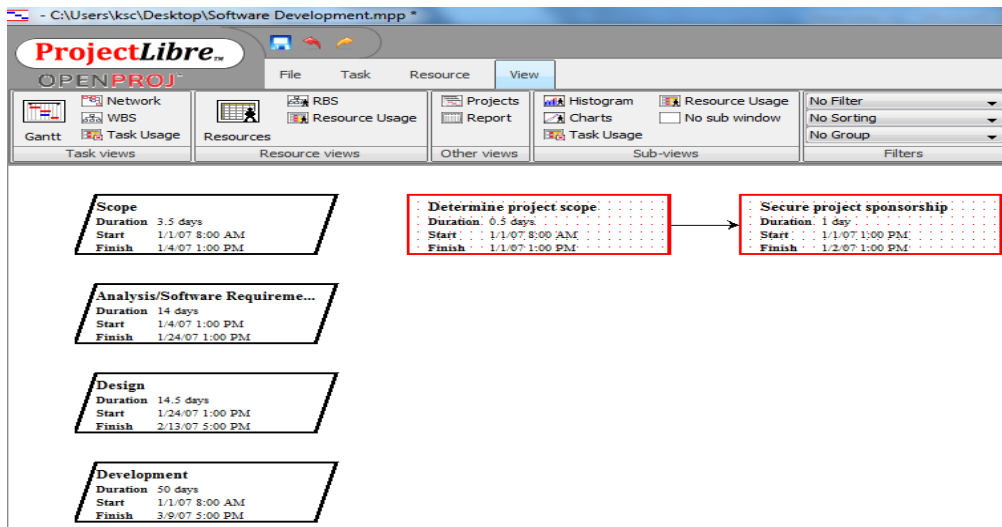 - C:\Users\ksc\Desktop\Software Development.mpp *
ProjectLibre™
OPENPROJ
File Task Resource View
Network
WBS
Gantt Task Usage
Task views
RBS
Resources Resource Usage
Resource views
Projects
Report
Other views
Histogram Resource Usage
Charts No sub window
Task Usage
Sub-views
No Filter
No Sorting
No Group
Filters
Scope
Duration 3.5 days
Start 1/1/07 8:00 AM
Finish 1/4/07 1:00 PM
Determine project scope
Duration 0.5 days
Start 1/1/07 8:00 AM
Finish 1/1/07 1:00 PM
Secure project sponsorship
Duration 1 day
Start 1/1/07 1:00 PM
Finish 1/2/07 1:00 PM
Analysis/Software Requireme...
Duration 14 days
Start 1/4/07 1:00 PM
Finish 1/24/07 1:00 PM
Design
Duration 14.5 days
Start 1/24/07 1:00 PM
Finish 2/13/07 5:00 PM
Development
Duration 50 days
Start 1/1/07 8:00 AM
Finish 3/9/07 5:00 PM